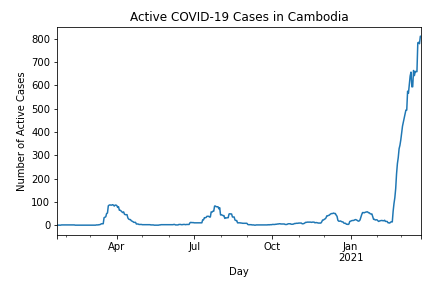 Active COVID-19 Cases in Cambodia
800
700
600
500
400
300
200
100
0
Number of Active Cases
Apr
Jul
Oct
Jan
2021
Day